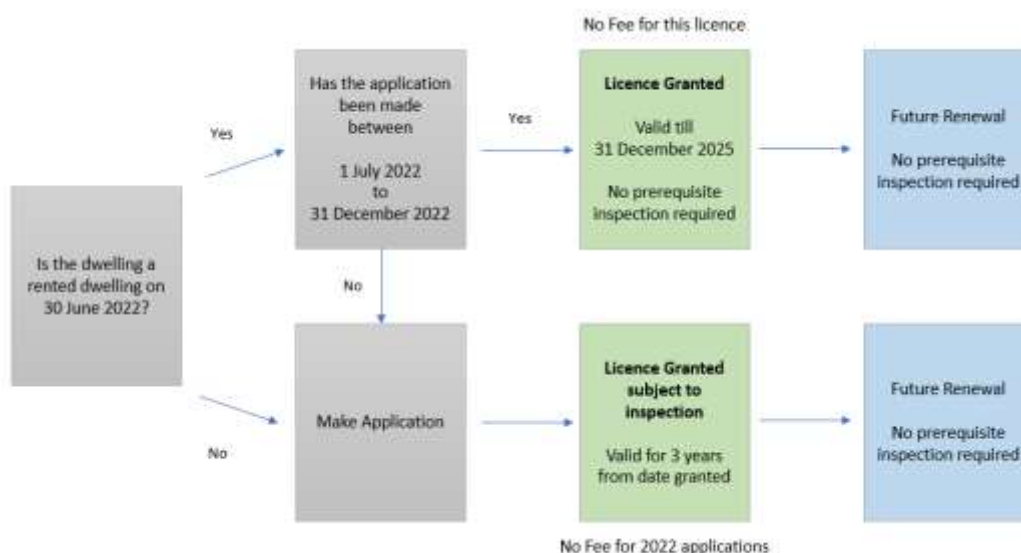 No Fee for this licence
Has the application
been made
between
1 July 2022
to
31 December 2022
Licence Granted
Valid till
31 December 2025
No prerequisite
inspection required
Future Renewal
No prerequisite
inspection required
Yes
Yes
Is the dwelling a
rented dwelling on
30 June 2022?
No
No
Make Application
Licence Granted
subject to
inspection
Valid for 3 years
from date granted
Future Renewal
No prerequisite
inspection required
No Fee for 2022 applications